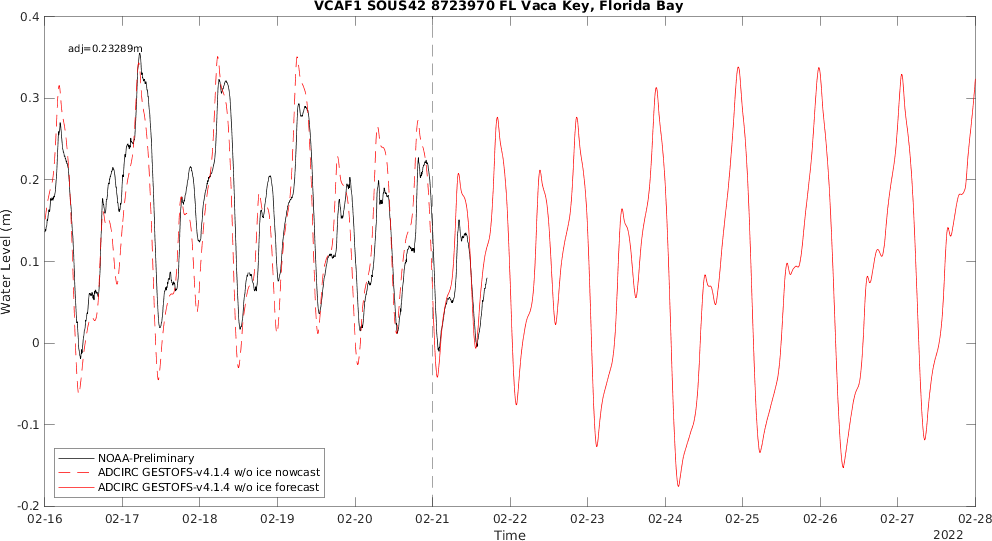 VCAF1 SOUS42 8723970 FL Vaca Key, Florida Bay
adj=0.23289m
0.4
0.3
0.2
0.1
0
-0.1
-0.2
Water Level (m)
NOAA-Preliminary
ADCIRC GESTOFS-v4.1.4 w/o ice nowcast
ADCIRC GESTOFS-v4.1.4 w/o ice forecast
02-16 02-17 02-18 02-19 02-20 02-21 02-22 02-23 02-24 02-25 02-26 02-27 02-28
Time
2022